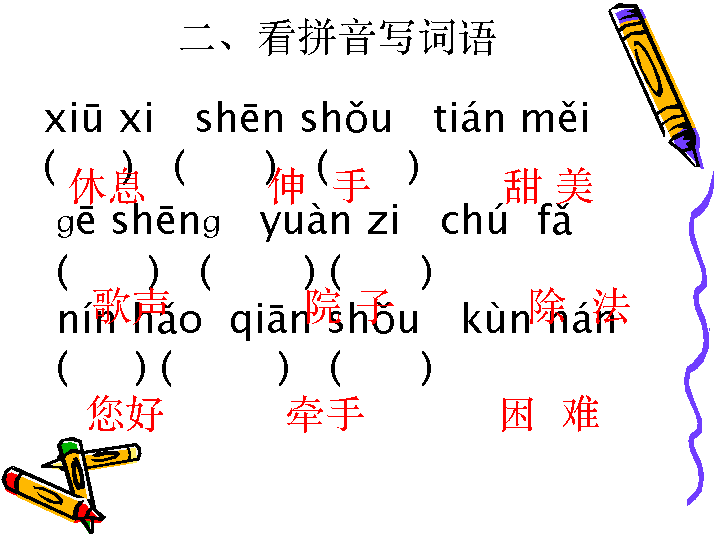 二、看拼音写词语
xiū xi shēn shǒu tián měi
( ) ( ) ( )
休息 伸 手 甜 美
gē shēng yuàn zi chú fǎ
( ) ( ) ( )
歌声 院 子 除 法
nín hǎo qiān shǒu kùn nán
( ) ( ) ( )
您好 牵手 困 难